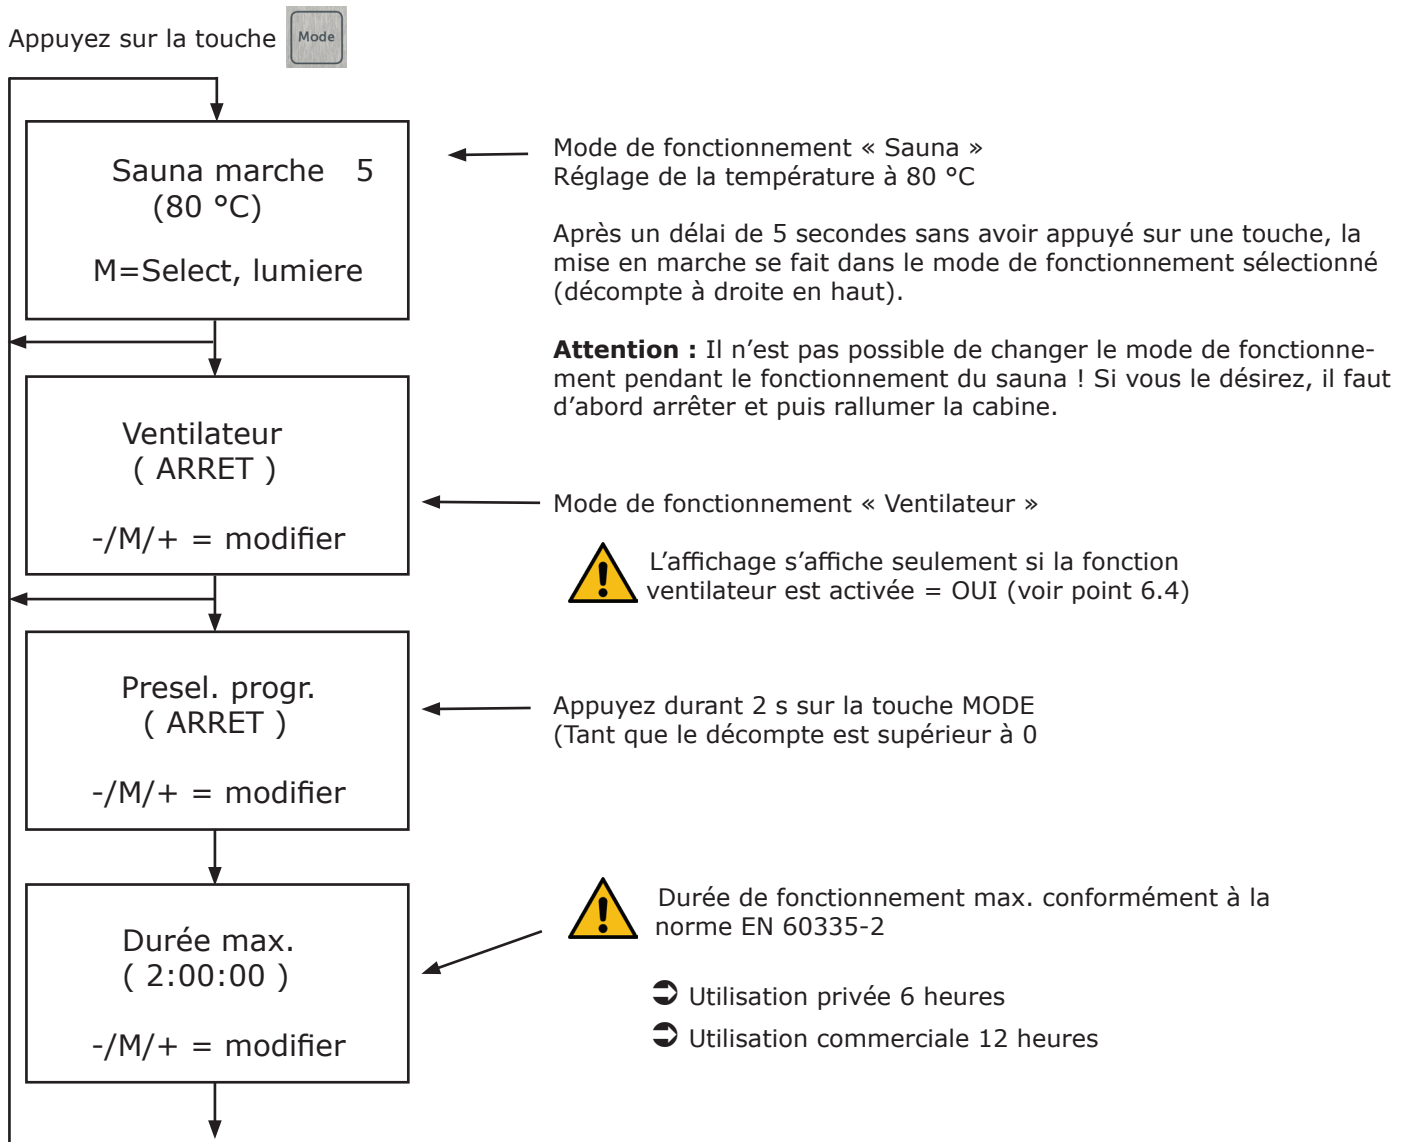 Appuyez sur la touche Mode
Sauna marche 5
(80 °C)
M=Select, lumiere
Mode de fonctionnement « Sauna »
Réglage de la température à 80 °C
Après un délai de 5 secondes sans avoir appuyé sur une touche, la
mise en marche se fait dans le mode de fonctionnement sélectionné
(décompte à droite en haut).
Attention : Il n’est pas possible de changer le mode de fonctionne-
ment pendant le fonctionnement du sauna ! Si vous le désirez, il faut
d’abord arrêter et puis rallumer la cabine.
Ventilateur
( ARRET )
-/M/+ = modifier
Mode de fonctionnement « Ventilateur »
L’affichage s’affiche seulement si la fonction
ventilateur est activée = OUI (voir point 6.4)
Presel. progr.
( ARRET )
-/M/+ = modifier
Appuyez durant 2 s sur la touche MODE
(Tant que le décompte est supérieur à 0
Durée max.
( 2:00:00 )
-/M/+ = modifier
Durée de fonctionnement max. conformément à la
norme EN 60335-2
➲ Utilisation privée 6 heures
➲ Utilisation commerciale 12 heures